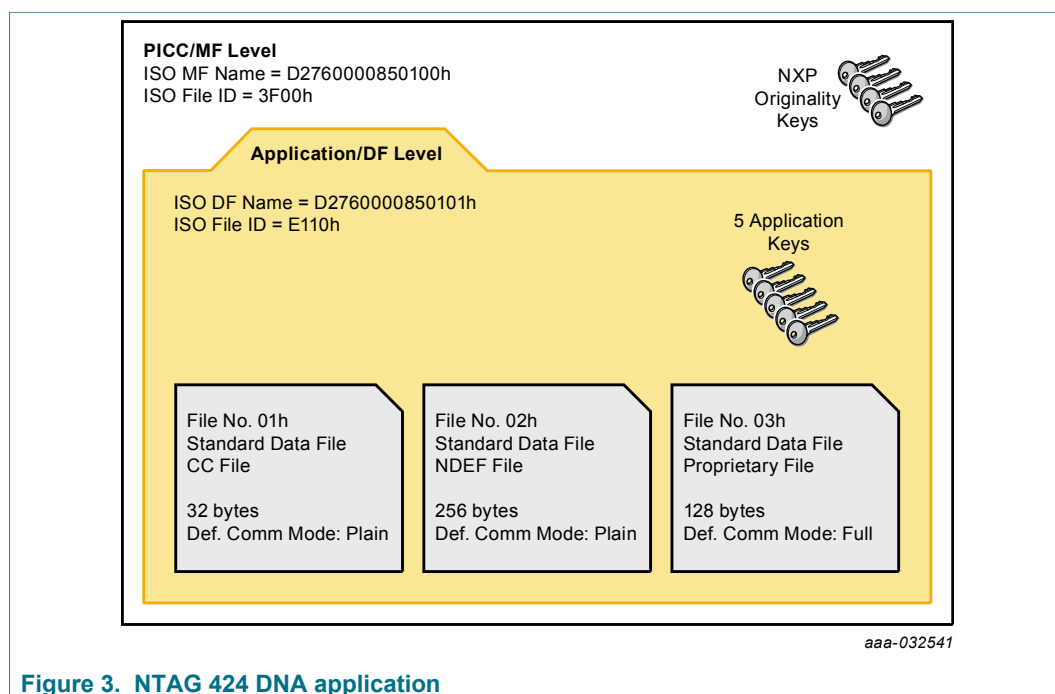 PICC/MF Level
ISO MF Name = D2760000850100h
ISO File ID = 3F00h
NXP
Originality
Keys
Application/DF Level
ISO DF Name = D2760000850101h
ISO File ID = E110h
5 Application
Keys
File No. 01h
Standard Data File
CC File
32 bytes
Def. Comm Mode: Plain
File No. 02h
Standard Data File
NDEF File
256 bytes
Def. Comm Mode: Plain
File No. 03h
Standard Data File
Proprietary File
128 bytes
Def. Comm Mode: Full
aaa-032541
Figure 3. NTAG 424 DNA application